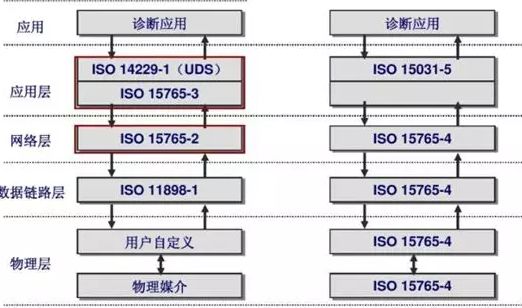 应用 诊断应用 诊断应用
ISO 14229-1（UDS） ISO 15031-5
应用层 ISO 15765-3
网络层 ISO 15765-2 ISO 15765-4
数据链路层 ISO 11898-1 ISO 15765-4
用户自定义 ISO 15765-4
物理层
物理媒介 ISO 15765-4